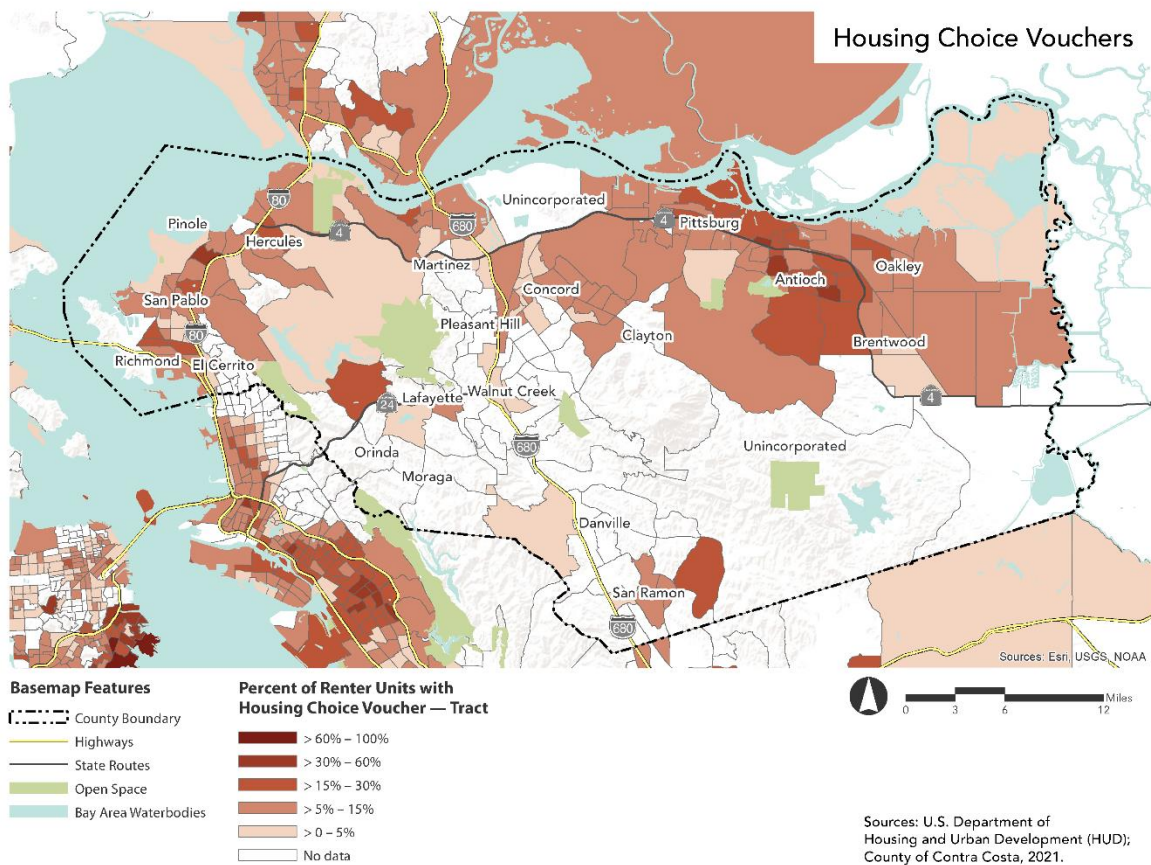 Housing Choice Vouchers
80
Unincorporated
Pinole
4
680
4
Pittsburg
Hercules
Martinez
Oakley
Antioch
San Pablo
Concord
80
Pleasant Hill
Clayton
Brentwood
Richmond
El Cerrito
Walnut Creek
Lafayette
24
4
Orinda
680
Unincorporated
Moraga
Danville
San Ramon
680
Sources: Esri, USGS, NOAA
Basemap Features
County Boundary
Highways
State Routes
Open Space
Bay Area Waterbodies
Percent of Renter Units with
Housing Choice Voucher — Tract
> 60% – 100%
> 30% – 60%
> 15% – 30%
> 5% – 15%
> 0 – 5%
No data
Miles
0 3 6 12
Sources: U.S. Department of
Housing and Urban Development (HUD);
County of Contra Costa, 2021.